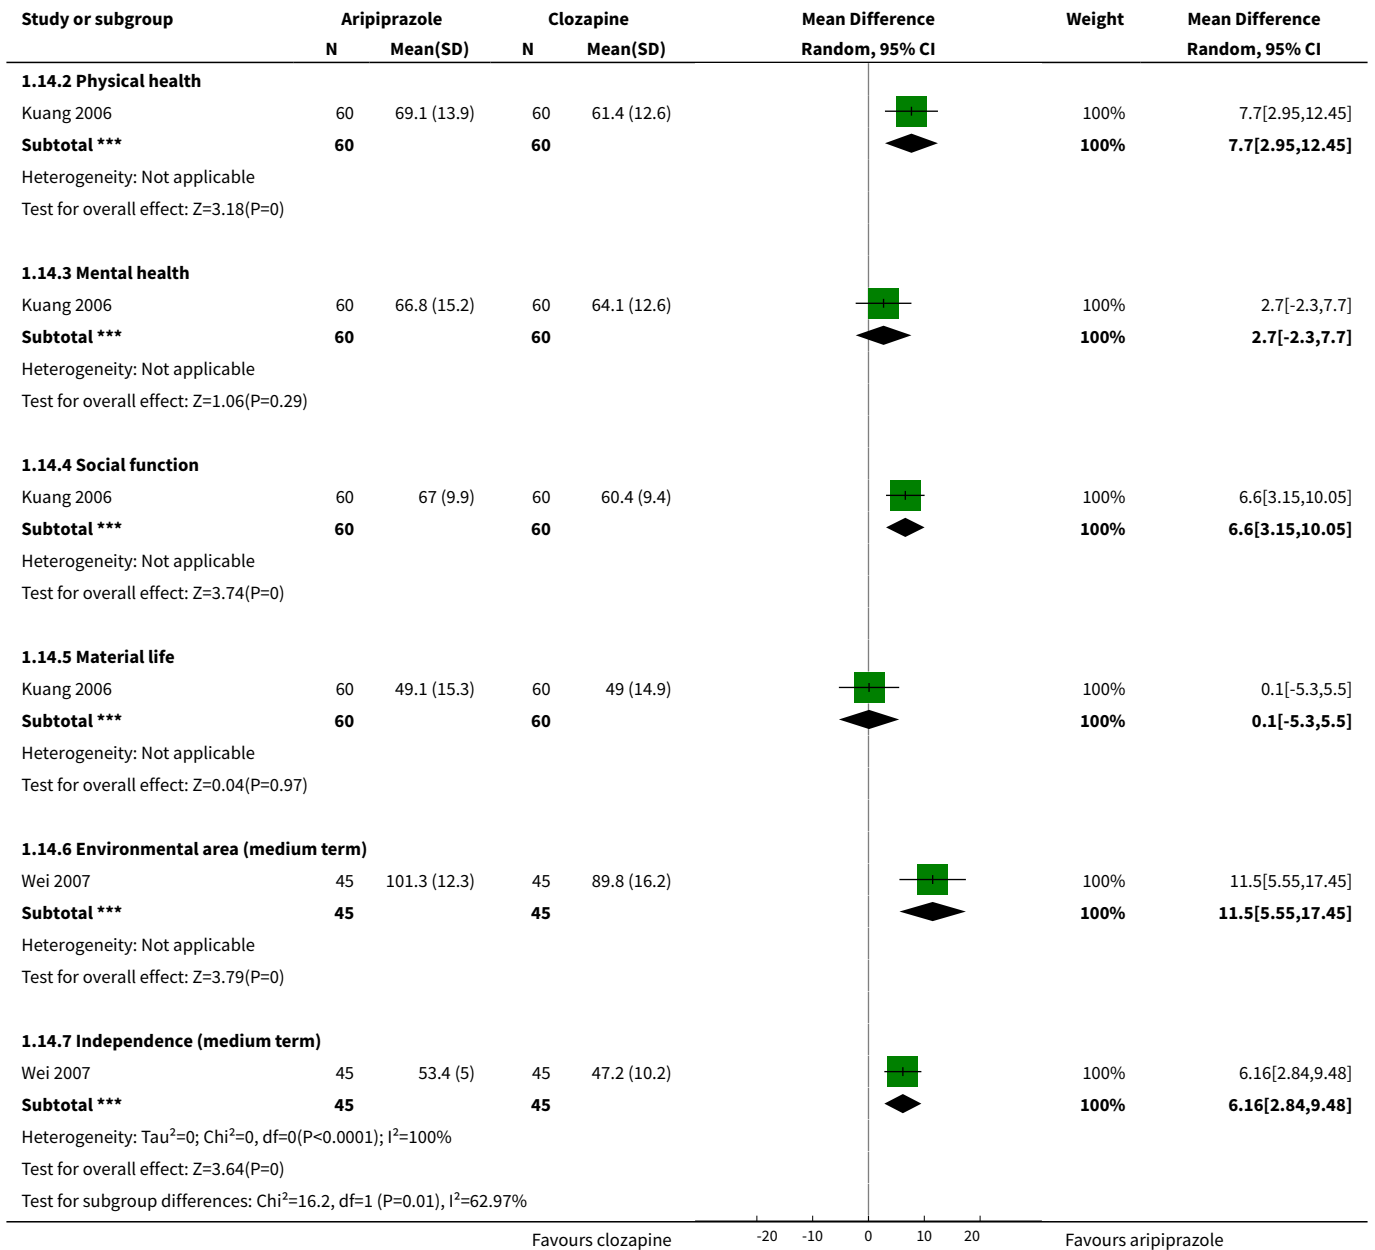 Study or subgroup Aripiprazole Clozapine Mean Difference Weight Mean Difference
N Mean(SD) N Mean(SD) Random, 95% CI Random, 95% CI
1.14.2 Physical health
Kuang 2006 60 69.1 (13.9) 60 61.4 (12.6) 100% 7.7[2.95,12.45]
Subtotal *** 60 60 100% 7.7[2.95,12.45]
Heterogeneity: Not applicable
Test for overall effect: Z=3.18(P=0)
1.14.3 Mental health
Kuang 2006 60 66.8 (15.2) 60 64.1 (12.6) 100% 2.7[-2.3,7.7]
Subtotal *** 60 60 100% 2.7[-2.3,7.7]
Heterogeneity: Not applicable
Test for overall effect: Z=1.06(P=0.29)
1.14.4 Social function
Kuang 2006 60 67 (9.9) 60 60.4 (9.4) 100% 6.6[3.15,10.05]
Subtotal *** 60 60 100% 6.6[3.15,10.05]
Heterogeneity: Not applicable
Test for overall effect: Z=3.74(P=0)
1.14.5 Material life
Kuang 2006 60 49.1 (15.3) 60 49 (14.9) 100% 0.1[-5.3,5.5]
Subtotal *** 60 60 100% 0.1[-5.3,5.5]
Heterogeneity: Not applicable
Test for overall effect: Z=0.04(P=0.97)
1.14.6 Environmental area (medium term)
Wei 2007 45 101.3 (12.3) 45 89.8 (16.2) 100% 11.5[5.55,17.45]
Subtotal *** 45 45 100% 11.5[5.55,17.45]
Heterogeneity: Not applicable
Test for overall effect: Z=3.79(P=0)
1.14.7 Independence (medium term)
Wei 2007 45 53.4 (5) 45 47.2 (10.2) 100% 6.16[2.84,9.48]
Subtotal *** 45 45 100% 6.16[2.84,9.48]
Heterogeneity: Tau²=0; Chi²=0, df=0(P<0.0001); I²=100%
Test for overall effect: Z=3.64(P=0)
Test for subgroup differences: Chi²=16.2, df=1 (P=0.01), I²=62.97%
Favours clozapine -20 -10 0 10 20 Favours aripiprazole